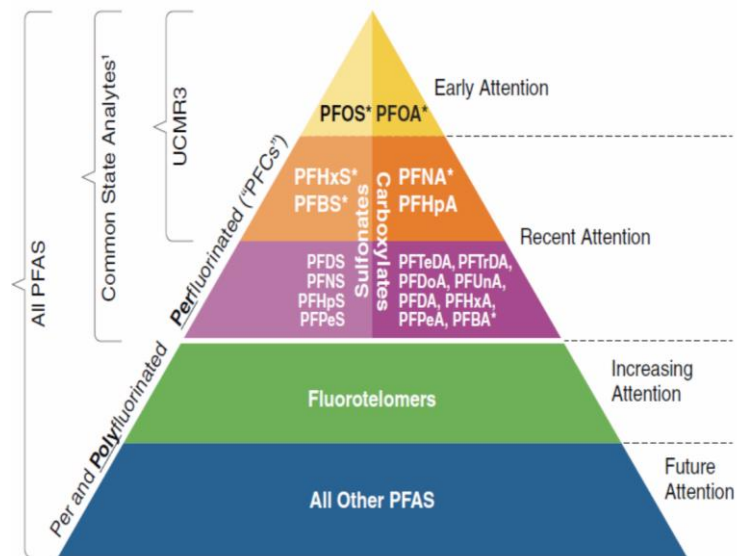 All PFAS
Common State Analytes¹
UCMR3
Perfluorinated ("PFCs")
Per and Polyfluorinated
PFOS* PFOA*
Early Attention
Sulfonates
Carboxylates
PFHxS*
PFBS*
PFNA*
PFHpA
Recent Attention
PFDS
PFNS
PFHpS
PFPeS
PFTeDA, PFTrDA,
PFDoA, PFUnA,
PFDA, PFHxA,
PFPeA, PFBA*
Fluorotelomers
Increasing
Attention
All Other PFAS
Future
Attention